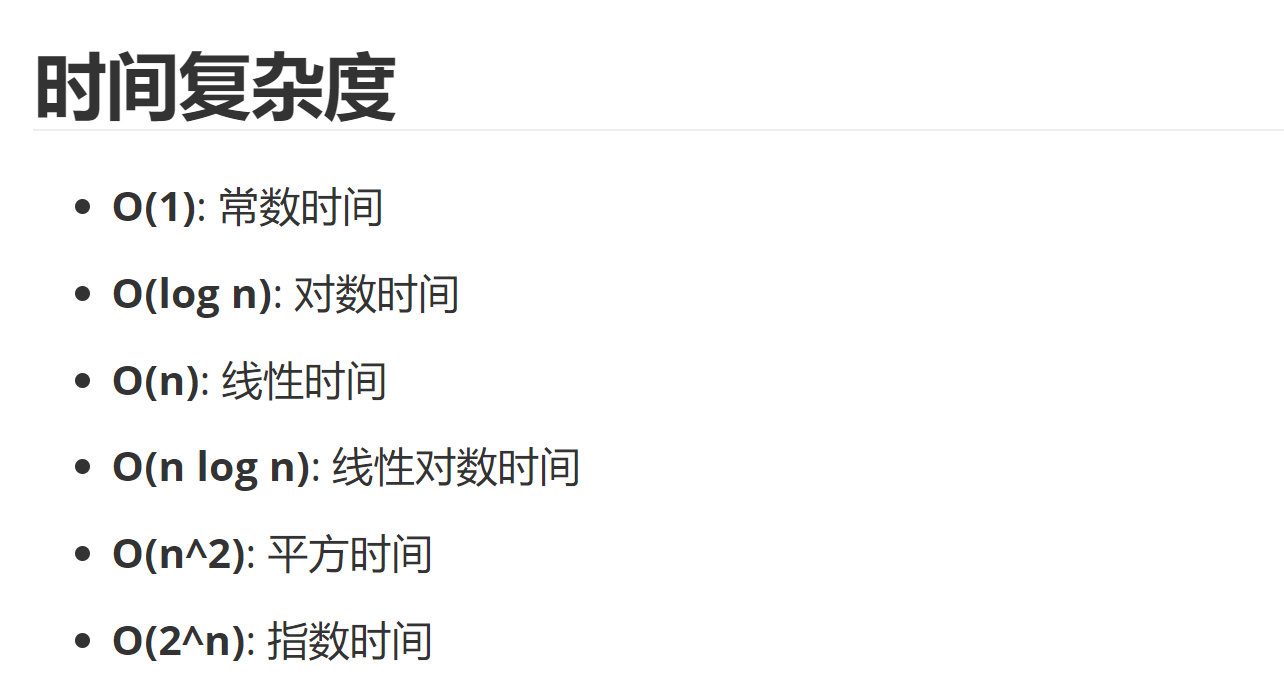 时间复杂度
O(1): 常数时间
O(log n): 对数时间
O(n): 线性时间
O(n log n): 线性对数时间
O(n^2): 平方时间
O(2^n): 指数时间